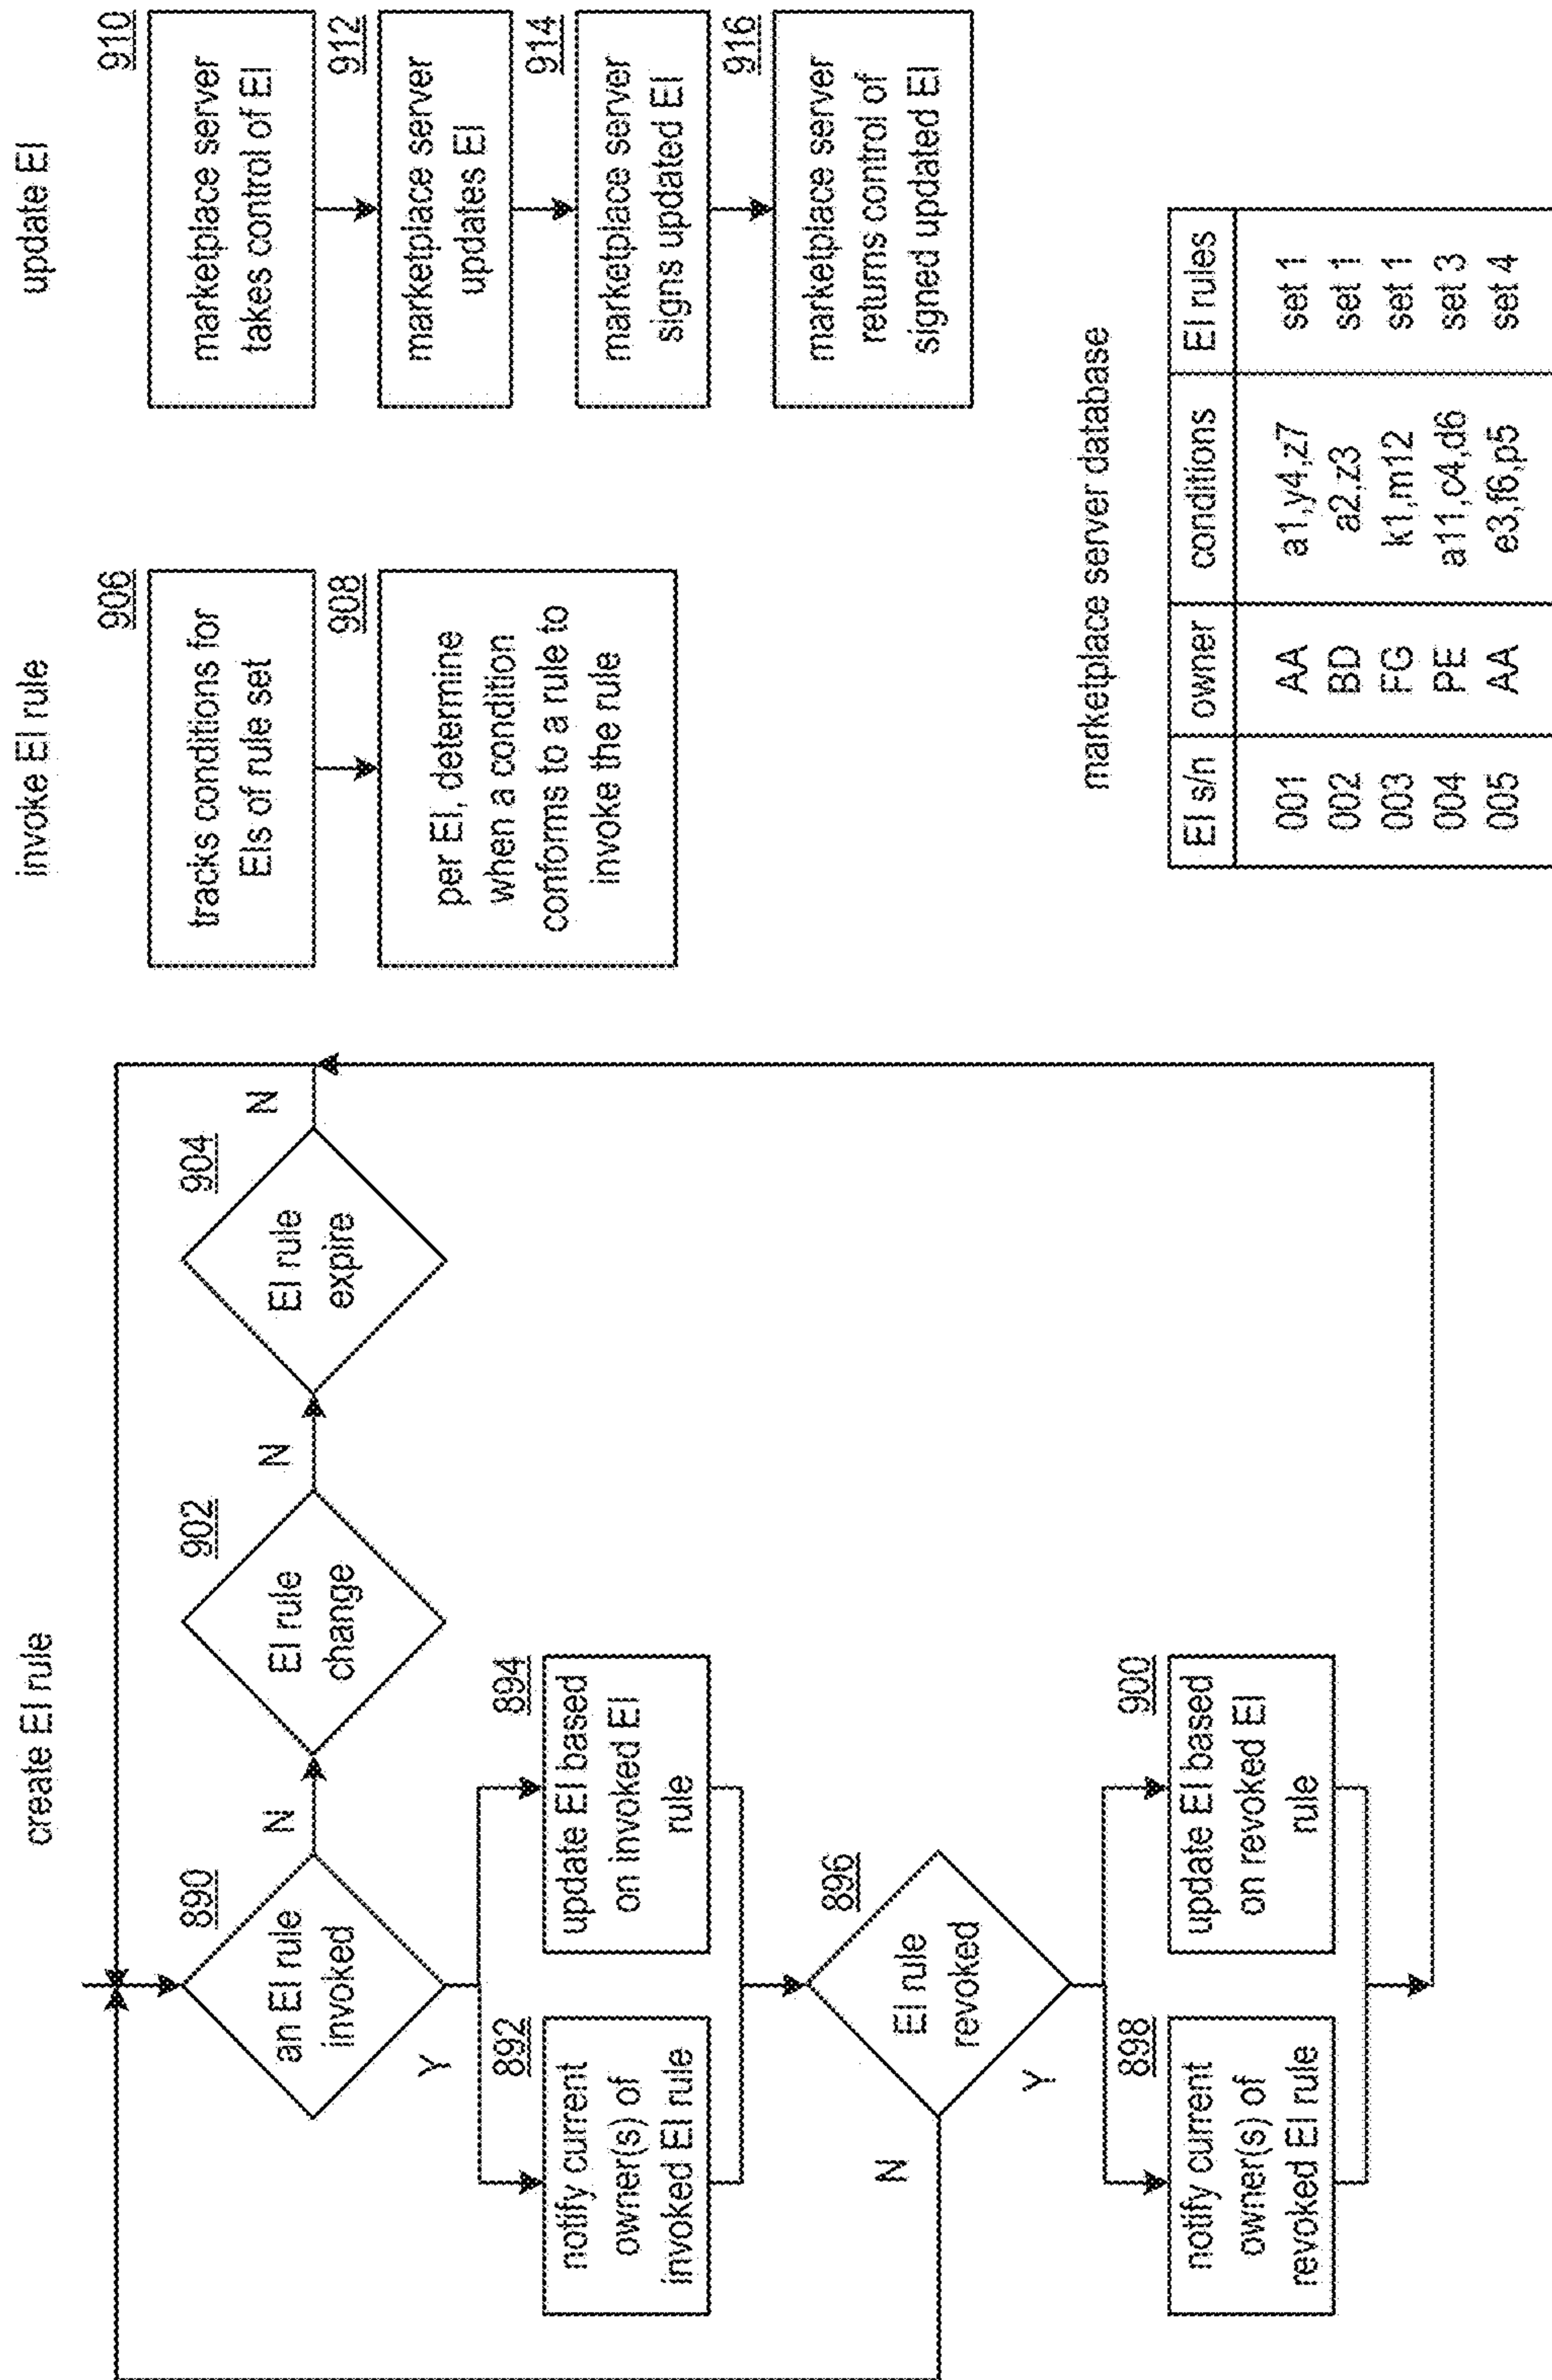 create EI rule
890
an EI rule
invoked
N
902
EI rule
change
N
904
EI rule
expire
N
Y
892
notify current
owner(s) of
invoked EI rule
894
update EI based
on invoked EI
rule
896
EI rule
revoked
N
Y
898
notify current
owner(s) of
revoked EI rule
900
update EI based
on revoked EI
rule
invoke EI rule
906
tracks conditions for
EIs of rule set
908
per EI, determine
when a condition
conforms to a rule to
invoke the rule
update EI
910
marketplace server
takes control of EI
912
marketplace server
updates EI
914
marketplace server
signs updated EI
916
marketplace server
returns control of
signed updated EI
marketplace server database
EI s/n owner conditions EI rules
001 AA a1,y4,z7 set 1
002 BD a2,z3 set 1
003 FG k1,m12 set 1
004 PE a11,c4,d6 set 3
005 AA e3,f6,p5 set 4